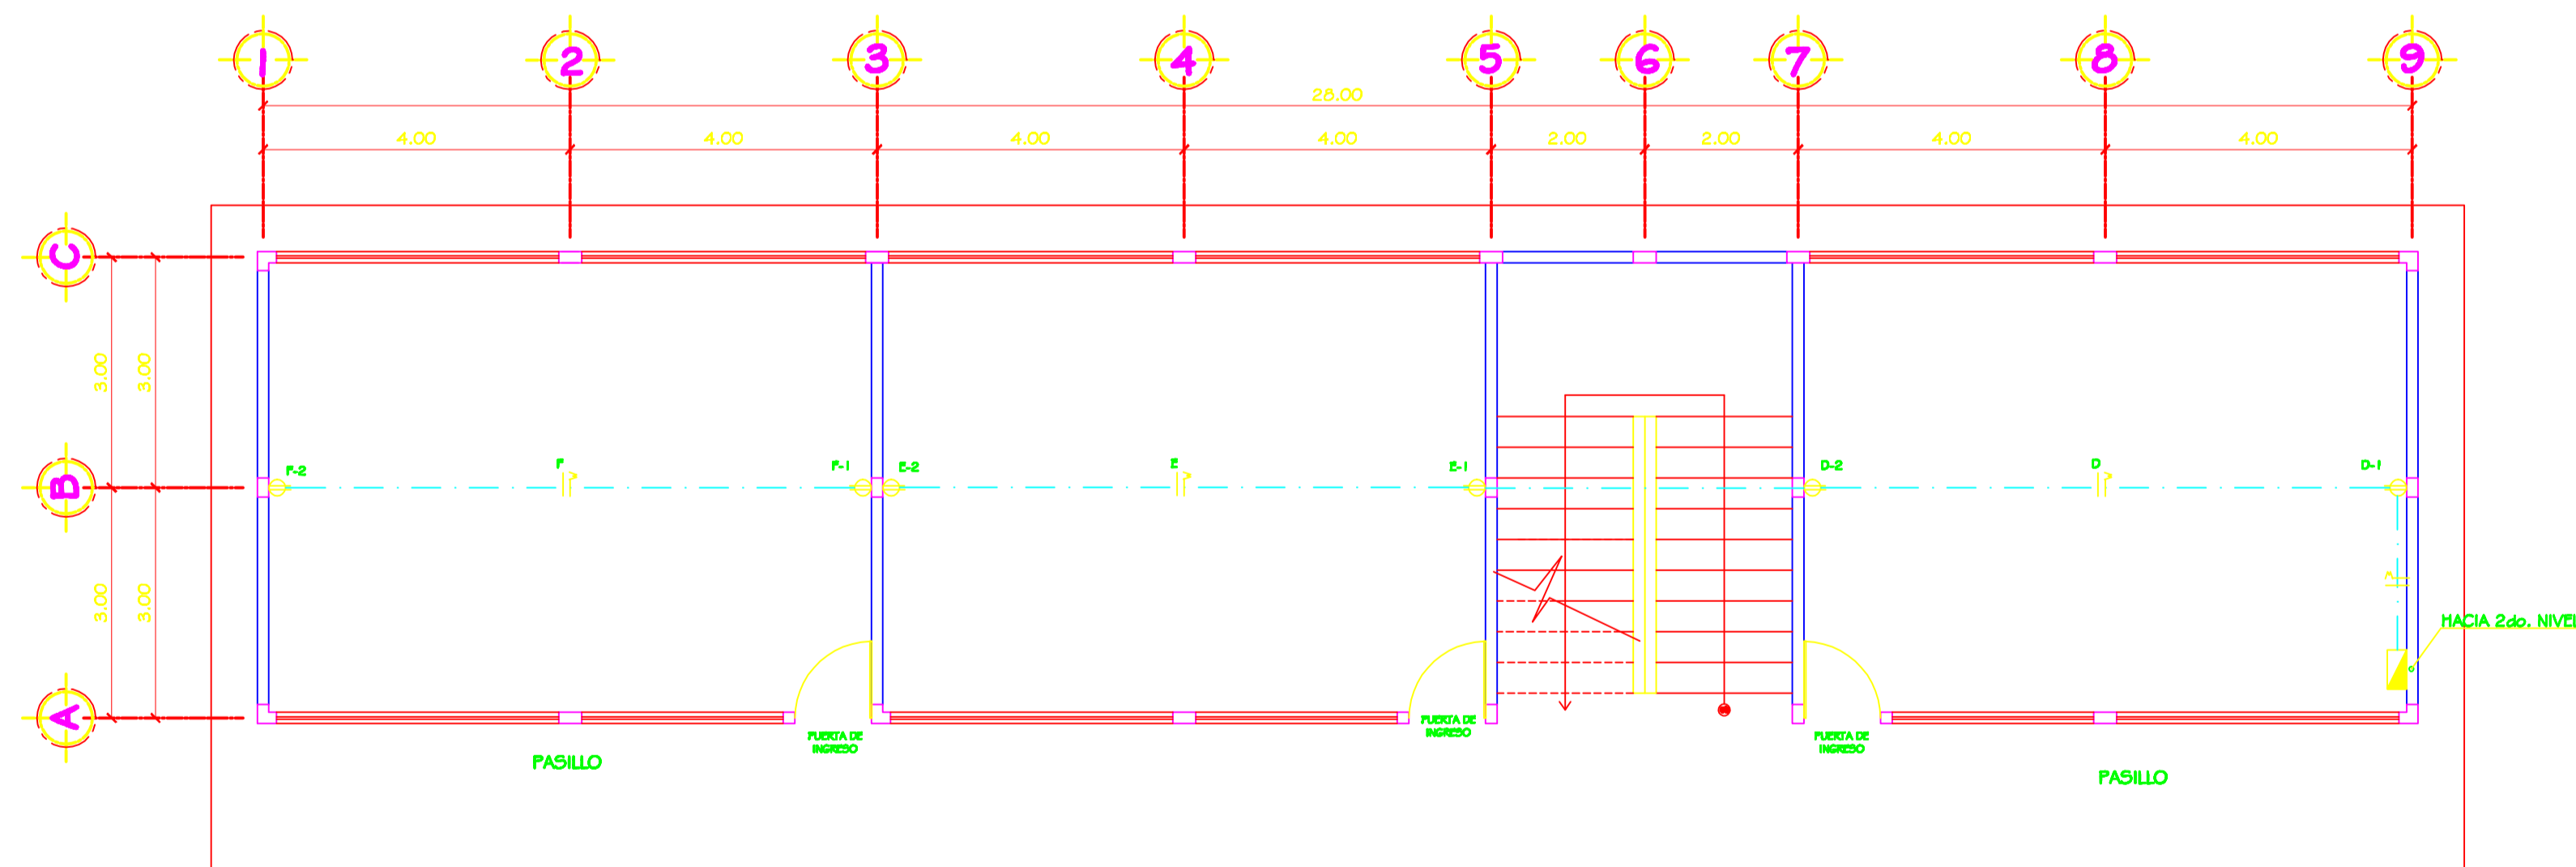 1 2 3 4 5 6 7 8 9
28.00
4.00 4.00 4.00 4.00 2.00 2.00 4.00 4.00
C
3.00 3.00
F-2 F F-1 E-2 E E-1 D-2 D D-1
B
3.00 3.00
HACIA 2do. NIVEL
A
PUERTA DE
INGRESO
PUERTA DE
INGRESO
PUERTA DE
INGRESO
PASILLO
PASILLO